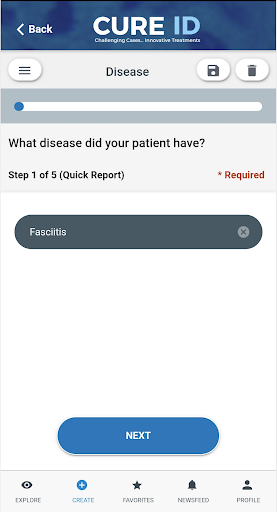 Back
CURE ID
Challenging Cases... Innovative Treatments
Disease
What disease did your patient have?
Step 1 of 5 (Quick Report)
* Required
Fasciitis
NEXT
EXPLORE
CREATE
FAVORITES
NEWSFEED
PROFILE